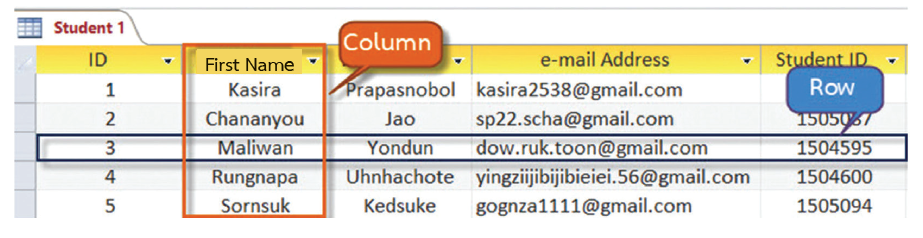 Student 1
Column
ID First Name e-mail Address Student ID
Row
1 Kasira Prapasnobol kasira2538@gmail.com
2 Chananyou Jao sp22.scha@gmail.com
3 Maliwan Yondun dow.ruk.toon@gmail.com 1504595
4 Rungnapa Uhnhachote yingziijibijibieiei.56@gmail.com 1504600
5 Sornsuk Kedsuke gognza1111@gmail.com 1505094